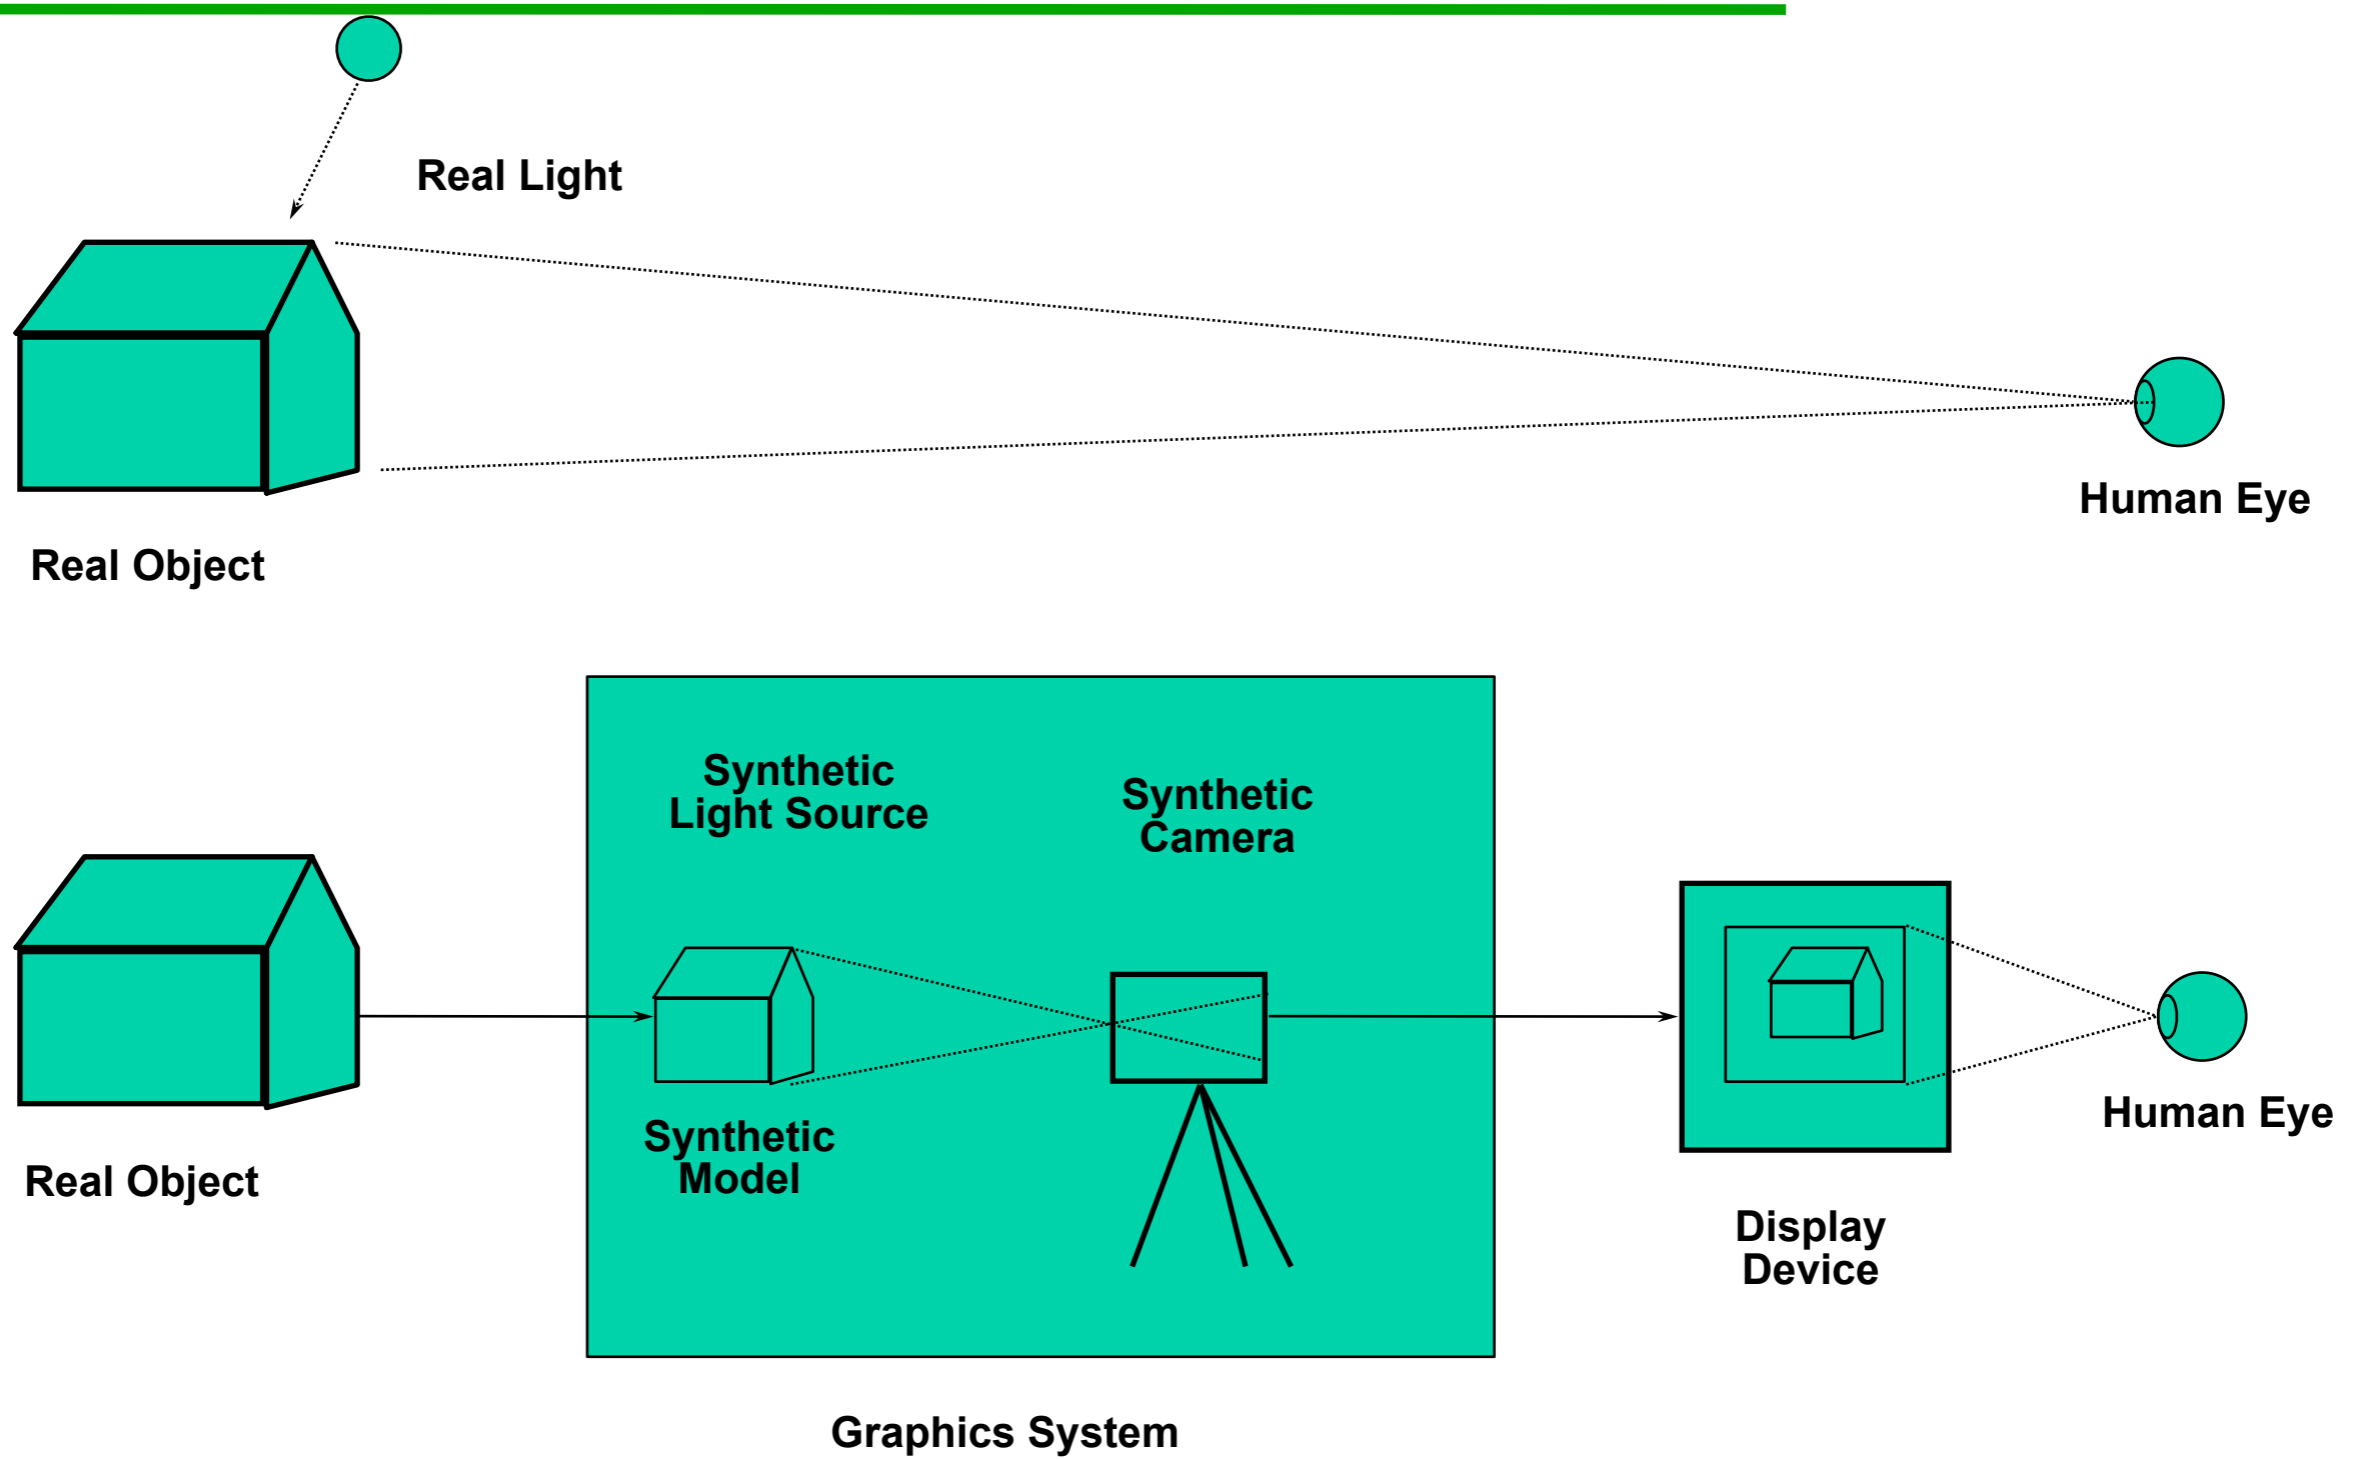 Real Light
Human Eye
Real Object
Synthetic
Light Source
Synthetic
Camera
Synthetic
Model
Real Object
Human Eye
Display
Device
Graphics System